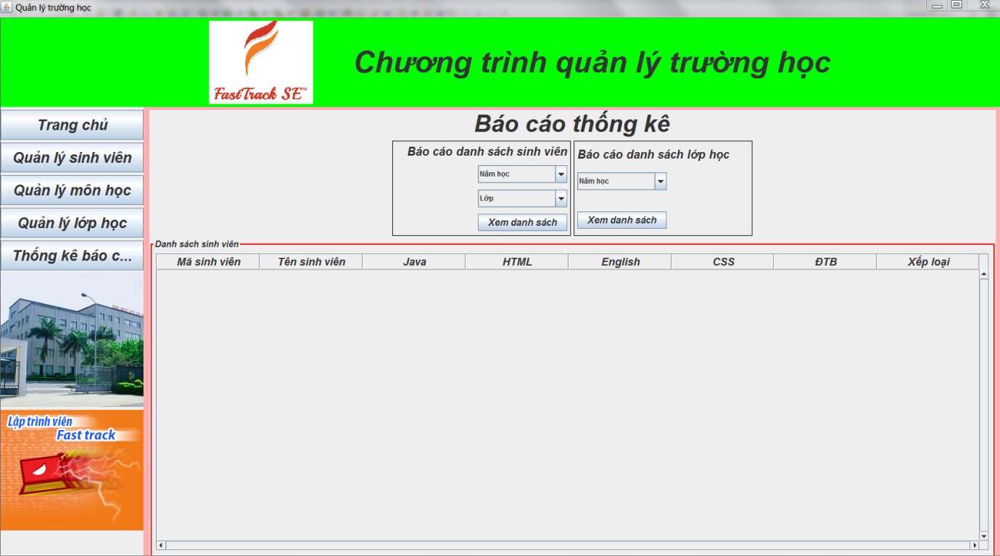 Quản lý trường học
FastTrack SE™
Chương trình quản lý trường học
Trang chủ
Quản lý sinh viên
Quản lý môn học
Quản lý lớp học
Thống kê báo c...
Lập trình viên
Fast track
Báo cáo thống kê
Báo cáo danh sách sinh viên
Năm học
Lớp
Xem danh sách
Báo cáo danh sách lớp học
Năm học
Xem danh sách
Danh sách sinh viên
Mã sinh viên Tên sinh viên Java HTML English CSS ĐTB Xếp loại